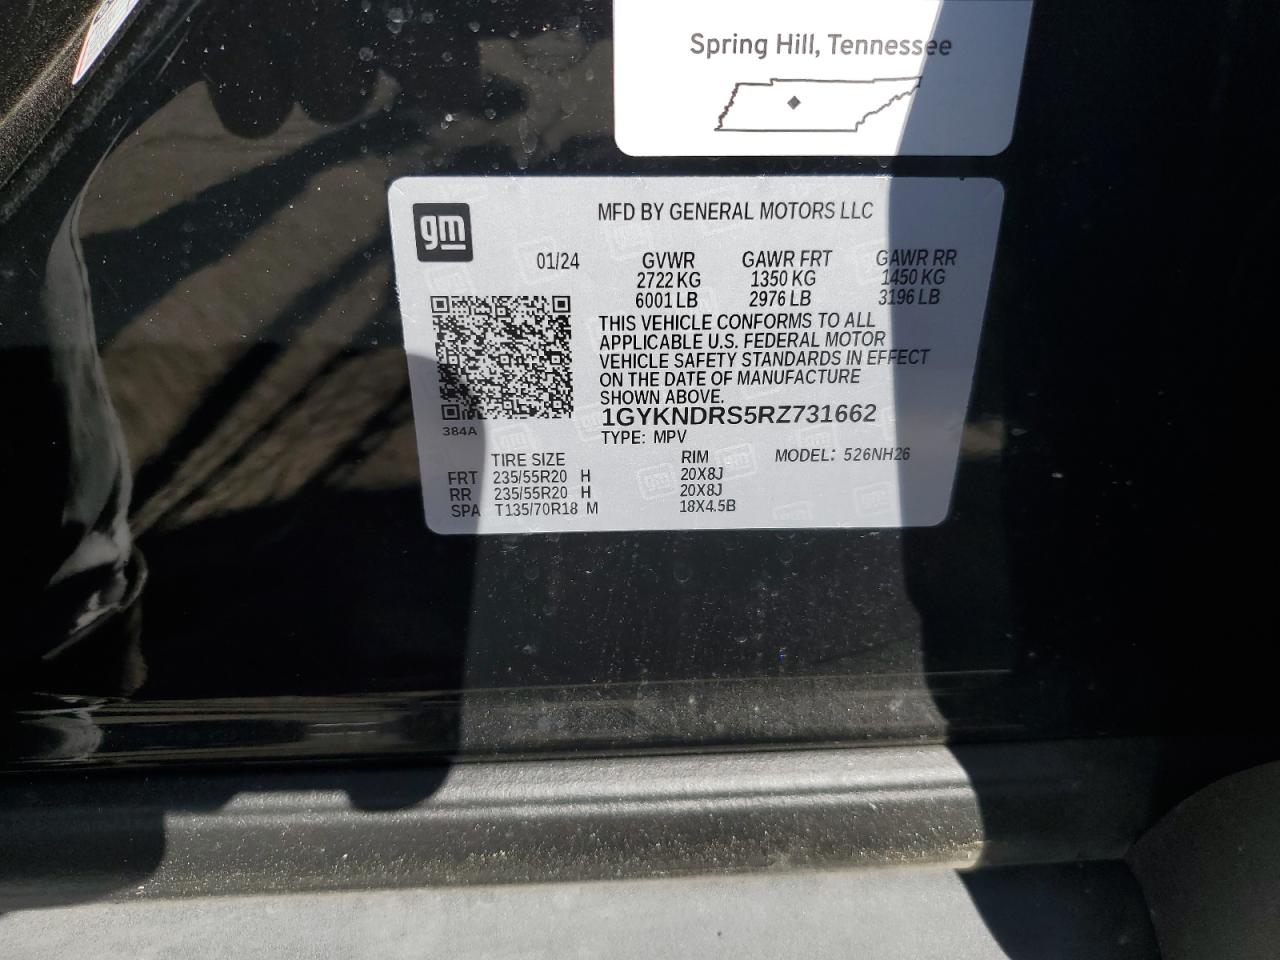 Spring Hill, Tennessee
gm
MFD BY GENERAL MOTORS LLC
01/24 GVWR GAWR FRT GAWR RR
2722 KG 1350 KG 1450 KG
6001 LB 2976 LB 3196 LB
THIS VEHICLE CONFORMS TO ALL
APPLICABLE U.S. FEDERAL MOTOR
VEHICLE SAFETY STANDARDS IN EFFECT
ON THE DATE OF MANUFACTURE
SHOWN ABOVE.
1GYKNDRS5RZ731662
384A
TYPE: MPV
TIRE SIZE RIM MODEL: 526NH26
FRT 235/55R20 H 20X8J
RR 235/55R20 H 20X8J
SPA T135/70R18 M 18X4.5B